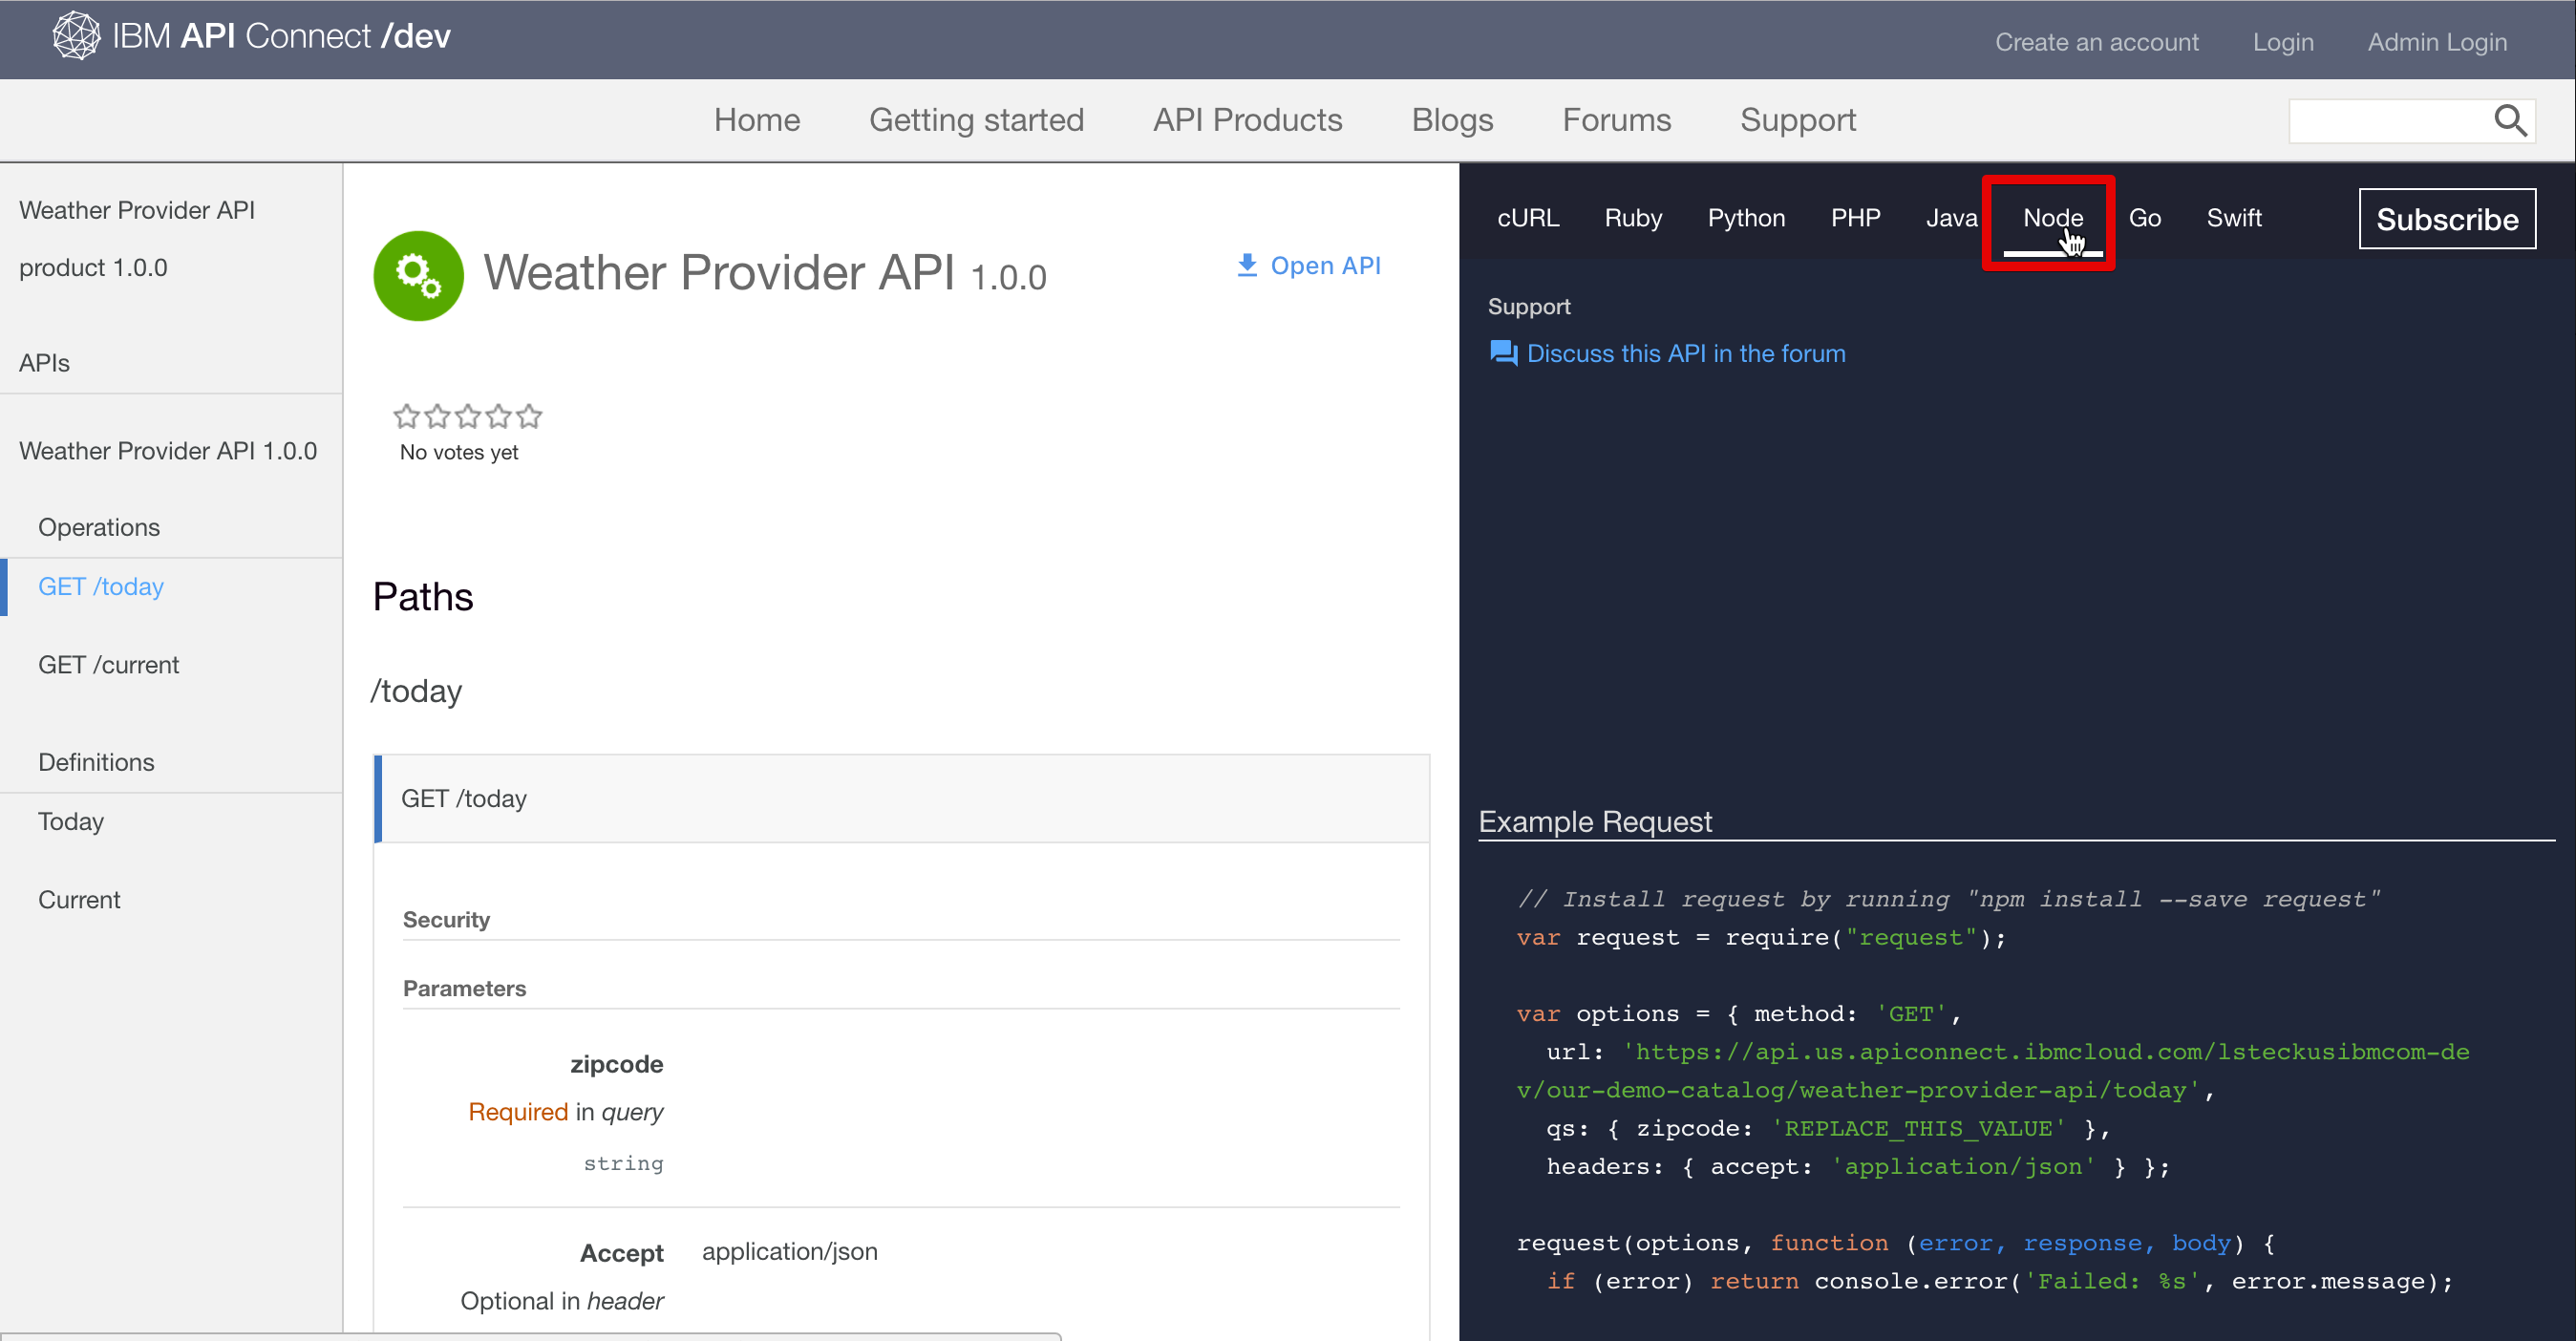 IBM API Connect /dev
Create an account
Login
Admin Login
Home
Getting started
API Products
Blogs
Forums
Support
Weather Provider API
product 1.0.0
APIs
Weather Provider API 1.0.0
Operations
GET /today
GET /current
Definitions
Today
Current
Weather Provider API 1.0.0
Open API
No votes yet
Paths
/today
GET /today
Security
Parameters
zipcode
Required in query
string
Accept application/json
Optional in header
cURL
Ruby
Python
PHP
Java
Node
Go
Swift
Subscribe
Support
Discuss this API in the forum
Example Request
// Install request by running "npm install --save request"
var request = require("request");
var options = { method: 'GET',
url: 'https://api.us.apiconnect.ibmcloud.com/lsteckusibmcom-de
v/our-demo-catalog/weather-provider-api/today',
qs: { zipcode: 'REPLACE_THIS_VALUE' },
headers: { accept: 'application/json' } };
request(options, function (error, response, body) {
if (error) return console.error('Failed: %s', error.message);